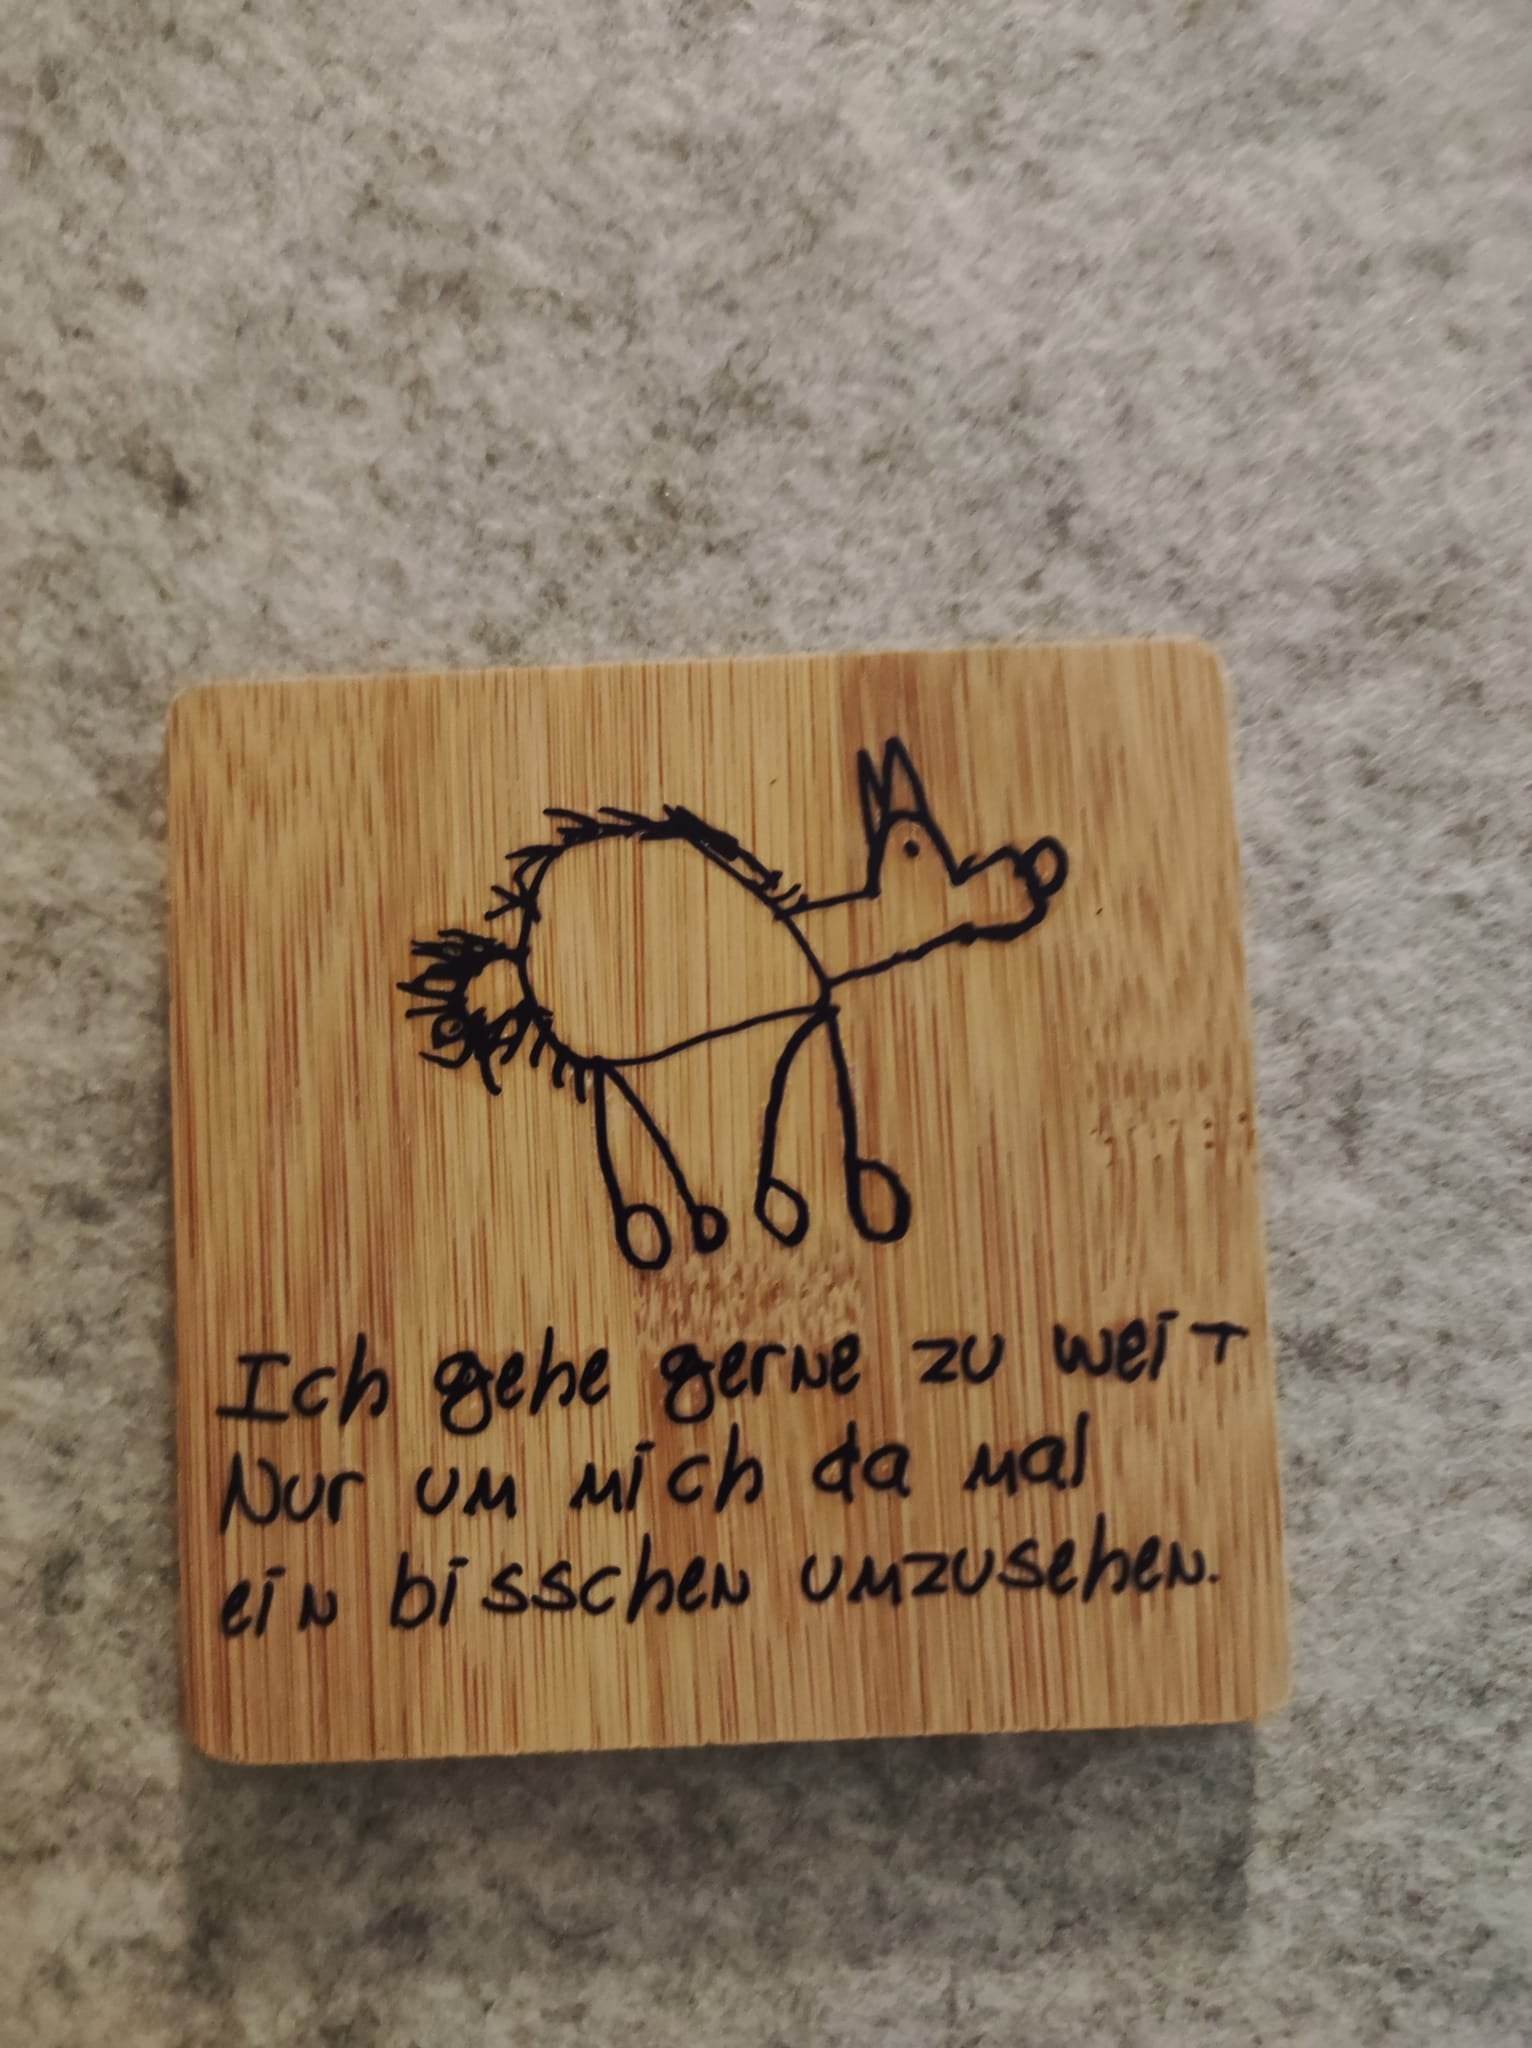 Ich gehe gerne zu weit
Nur um mich da mal
ein bisschen umzusehen.